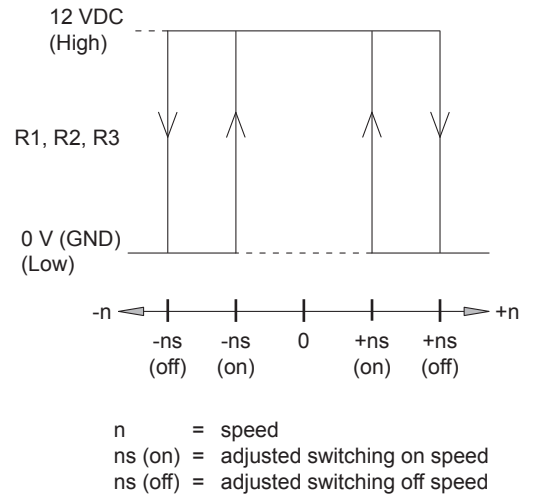 12 VDC
(High)
R1, R2, R3
0 V (GND)
(Low)
-n +n
-ns -ns 0 +ns +ns
(off) (on) (on) (off)
n = speed
ns (on) = adjusted switching on speed
ns (off) = adjusted switching off speed